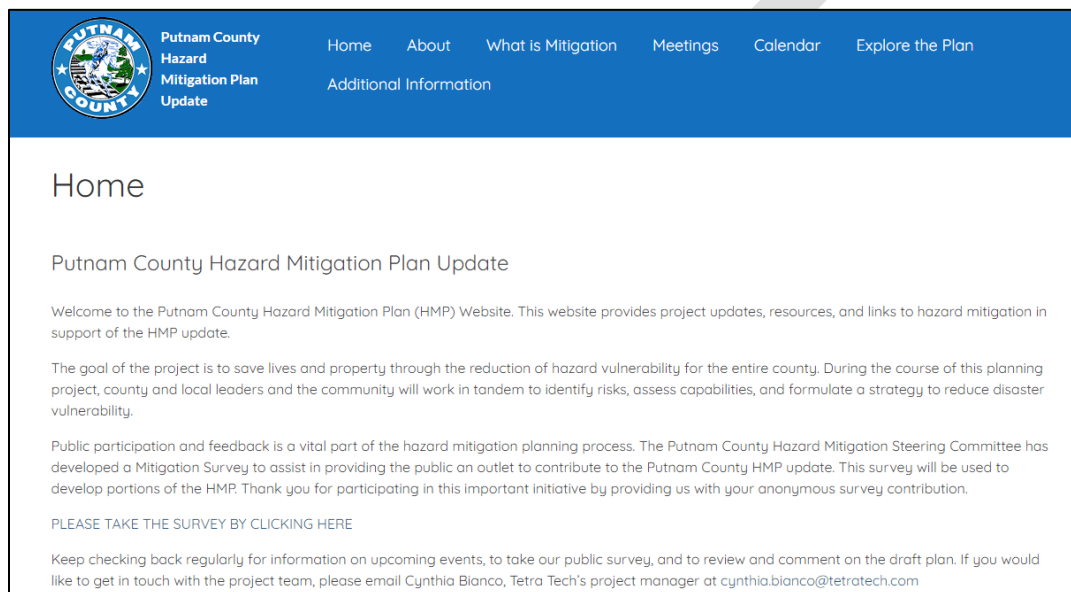 PUTNAM
COUNTY
Putnam County
Hazard
Mitigation Plan
Update
Home About What is Mitigation Meetings Calendar Explore the Plan
Additional Information
Home
Putnam County Hazard Mitigation Plan Update
Welcome to the Putnam County Hazard Mitigation Plan (HMP) Website. This website provides project updates, resources, and links to hazard mitigation in
support of the HMP update.
The goal of the project is to save lives and property through the reduction of hazard vulnerability for the entire county. During the course of this planning
project, county and local leaders and the community will work in tandem to identify risks, assess capabilities, and formulate a strategy to reduce disaster
vulnerability.
Public participation and feedback is a vital part of the hazard mitigation planning process. The Putnam County Hazard Mitigation Steering Committee has
developed a Mitigation Survey to assist in providing the public an outlet to contribute to the Putnam County HMP update. This survey will be used to
develop portions of the HMP. Thank you for participating in this important initiative by providing us with your anonymous survey contribution.
PLEASE TAKE THE SURVEY BY CLICKING HERE
Keep checking back regularly for information on upcoming events, to take our public survey, and to review and comment on the draft plan. If you would
like to get in touch with the project team, please email Cynthia Bianco, Tetra Tech's project manager at cynthia.bianco@tetratech.com